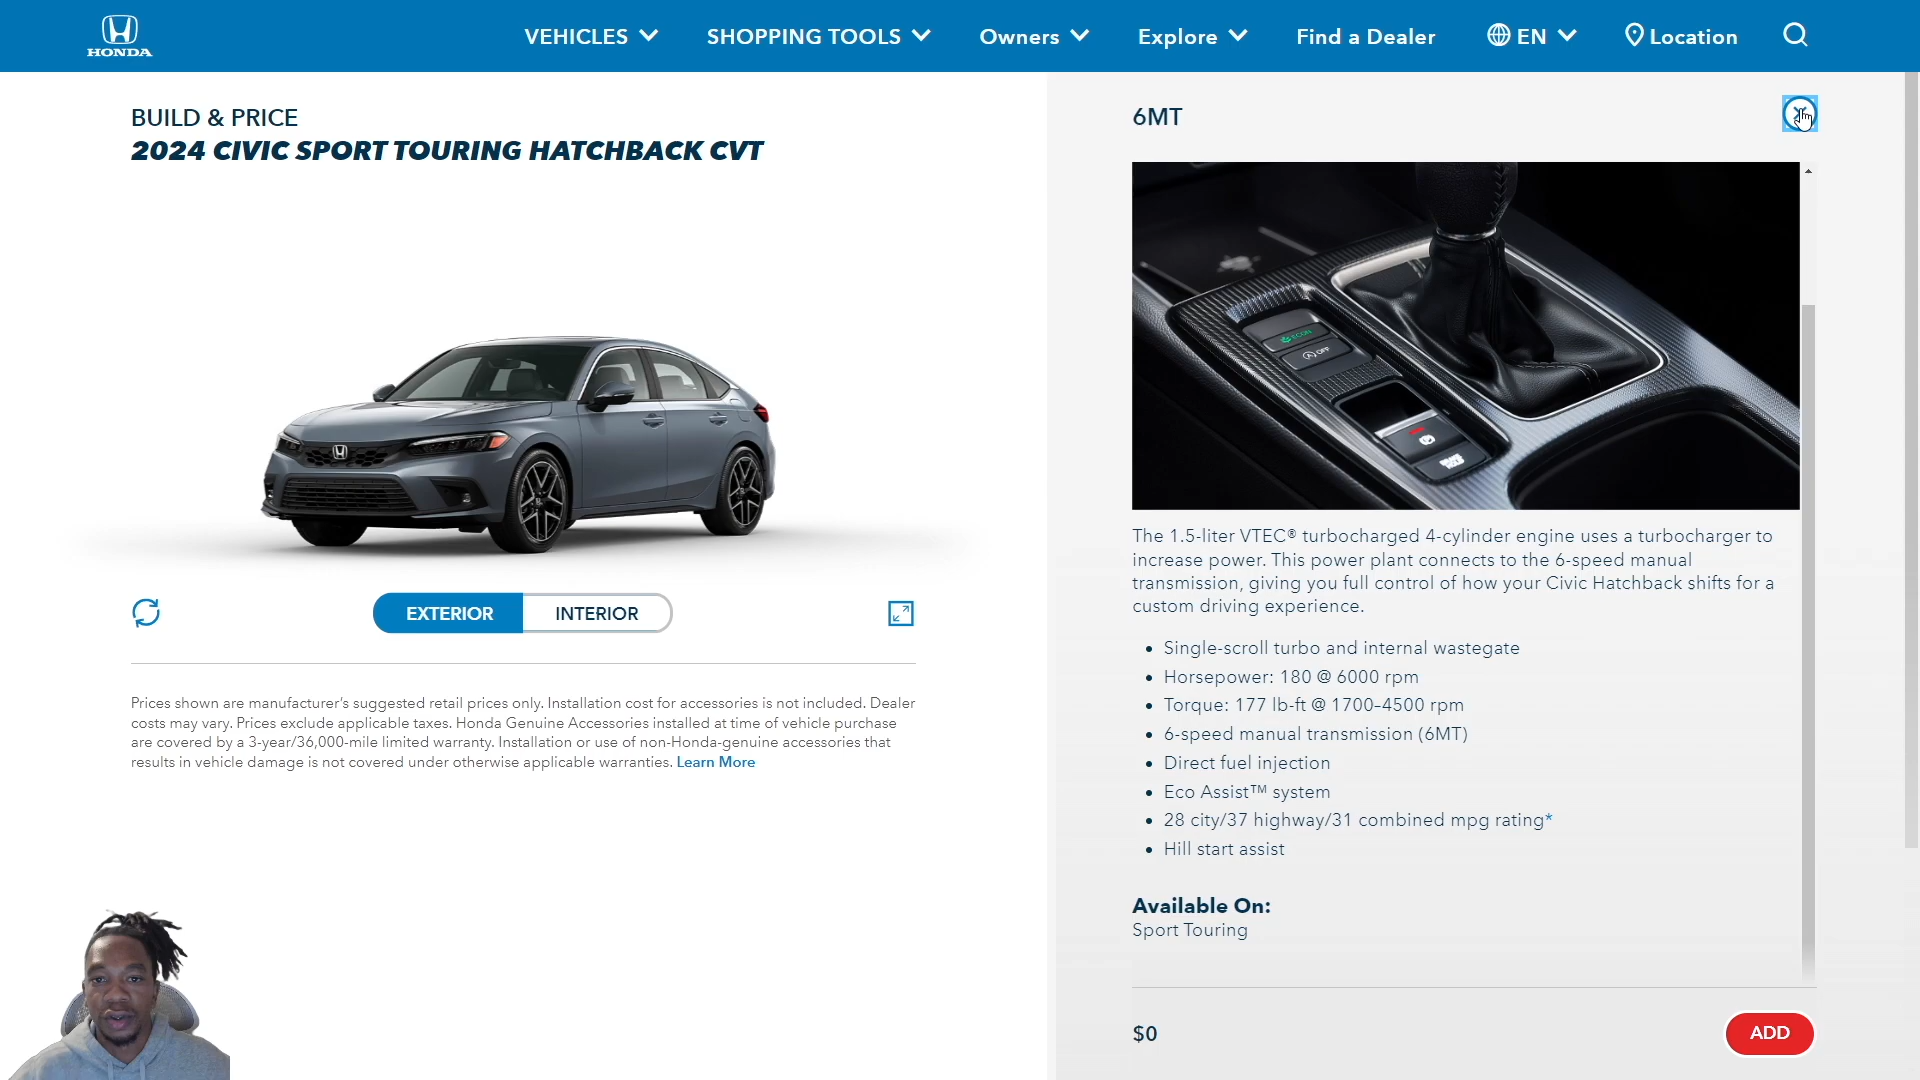 HONDA
VEHICLES
SHOPPING TOOLS
Owners
Explore
Find a Dealer
EN
Location
BUILD & PRICE
2024 CIVIC SPORT TOURING HATCHBACK CVT
EXTERIOR
INTERIOR
Prices shown are manufacturer's suggested retail prices only. Installation cost for accessories is not included. Dealer
costs may vary. Prices exclude applicable taxes. Honda Genuine Accessories installed at time of vehicle purchase
are covered by a 3-year/36,000-mile limited warranty. Installation or use of non-Honda-genuine accessories that
results in vehicle damage is not covered under otherwise applicable warranties. Learn More
6MT
ECON
OFF
The 1.5-liter VTEC® turbocharged 4-cylinder engine uses a turbocharger to
increase power. This power plant connects to the 6-speed manual
transmission, giving you full control of how your Civic Hatchback shifts for a
custom driving experience.
• Single-scroll turbo and internal wastegate
• Horsepower: 180 @ 6000 rpm
• Torque: 177 lb-ft @ 1700–4500 rpm
• 6-speed manual transmission (6MT)
• Direct fuel injection
• Eco Assist™ system
• 28 city/37 highway/31 combined mpg rating*
• Hill start assist
Available On:
Sport Touring
$0
ADD